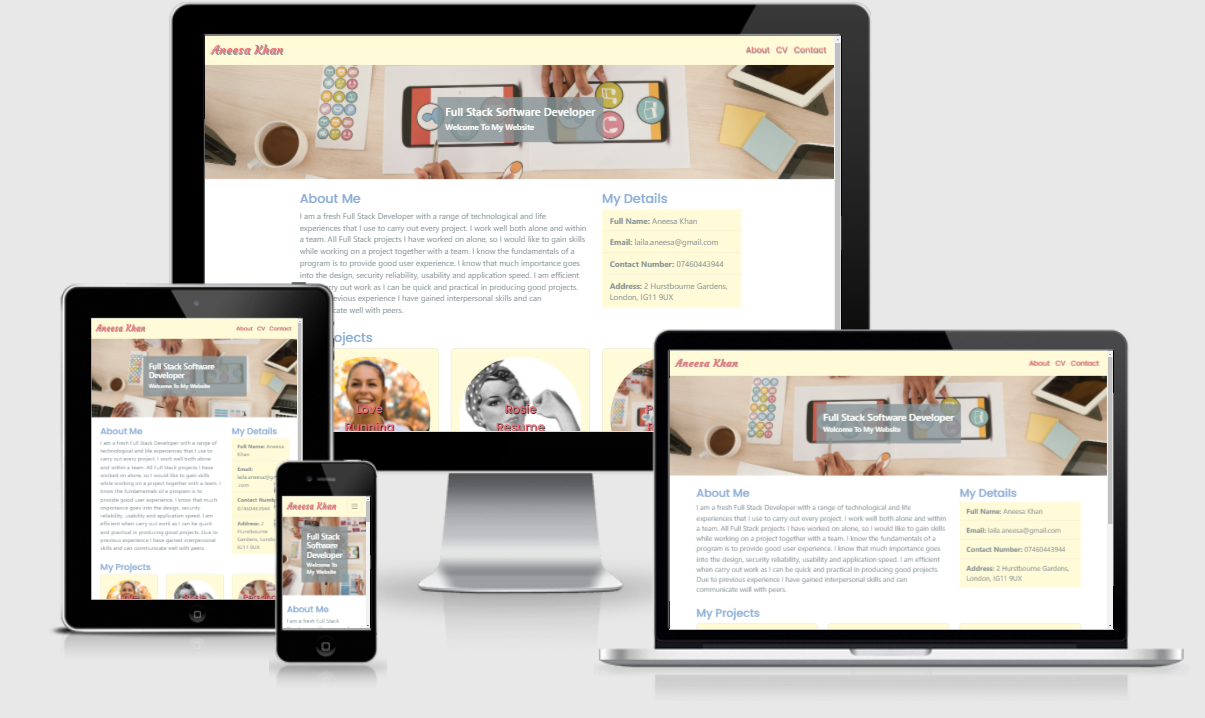 Aneesa Khan
About CV Contact
Full Stack Software Developer
Welcome To My Website
About Me
I am a fresh Full Stack Developer with a range of technological and life
experiences that I use to carry out every project. I work well both alone and within
a team. All Full Stack projects I have worked on alone, so I would like to gain skills
while working on a project together with a team. I know the fundamentals of a
program is to provide good user experience. I know that much importance goes
into the design, security reliability, usability and application speed. I am efficient
rry out work as I can be quick and practical in producing good projects.
revious experience I have gained interpersonal skills and can
cate well with peers.
My Details
Full Name: Aneesa Khan
Email: laila.aneesa@gmail.com
Contact Number: 07460443944
Address: 2 Hurstbourne Gardens,
London, IG11 9UX
ojects
Love
Running
Rosie
Resume
Aneesa Khan
About CV Contact
Full Stack Software
Developer
Welcome To My Website
About Me
I am a fresh Full Stack Developer with a range of
technological and life experiences that I use to
carry out every project. I work well both alone
and within a team. All Full Stack projects I have
worked on alone, so I would like to gain skills
while working on a project together with a team. I
know the fundamentals of a program is to
provide good user experience. I know that much
importance goes into the design, security
reliability, usability and application speed. I am
efficient when carry out work as I can be quick
and practical in producing good projects. Due to
previous experience I have gained interpersonal
skills and can communicate well with peers.
My Details
Full Name: Aneesa
Khan
Email:
laila.aneesa@g
.com
Contact Numb
07460443944
Address: 2
Hurstbourne
Gardens, Londo
IG11 9UX
My Projects
Aneesa Khan
Full Stack
Software
Developer
Welcome To
My Website
About Me
I am a fresh Full Stack
Aneesa Khan
About CV Contact
Full Stack Software Developer
Welcome To My Website
About Me
I am a fresh Full Stack Developer with a range of technological and life
experiences that I use to carry out every project. I work well both alone and within
a team. All Full Stack projects I have worked on alone, so I would like to gain skills
while working on a project together with a team. I know the fundamentals of a
program is to provide good user experience. I know that much importance goes
into the design, security reliability, usability and application speed. I am efficient
when carry out work as I can be quick and practical in producing good projects.
Due to previous experience I have gained interpersonal skills and can
communicate well with peers.
My Details
Full Name: Aneesa Khan
Email: laila.aneesa@gmail.com
Contact Number: 07460443944
Address: 2 Hurstbourne Gardens,
London, IG11 9UX
My Projects